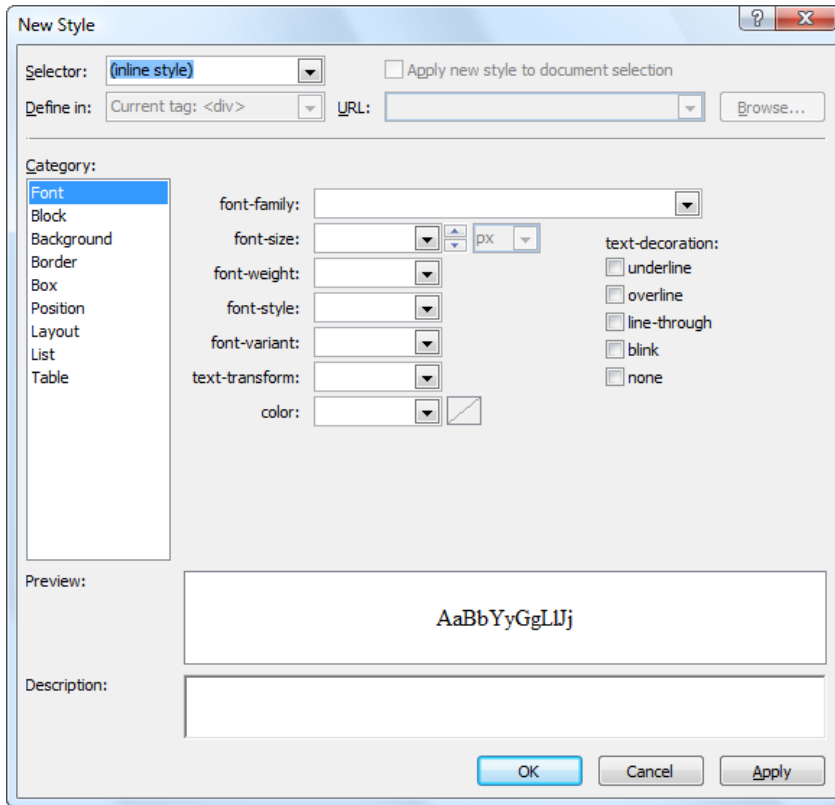 New Style
Selector: (inline style) Apply new style to document selection
Define in: Current tag: <div> URL: Browse...
Category:
Font
Block
Background
Border
Box
Position
Layout
List
Table
font-family:
font-size: px
font-weight:
font-style:
font-variant:
text-transform:
color:
text-decoration:
underline
overline
line-through
blink
none
Preview:
AaBbYyGgLlJj
Description:
OK Cancel Apply